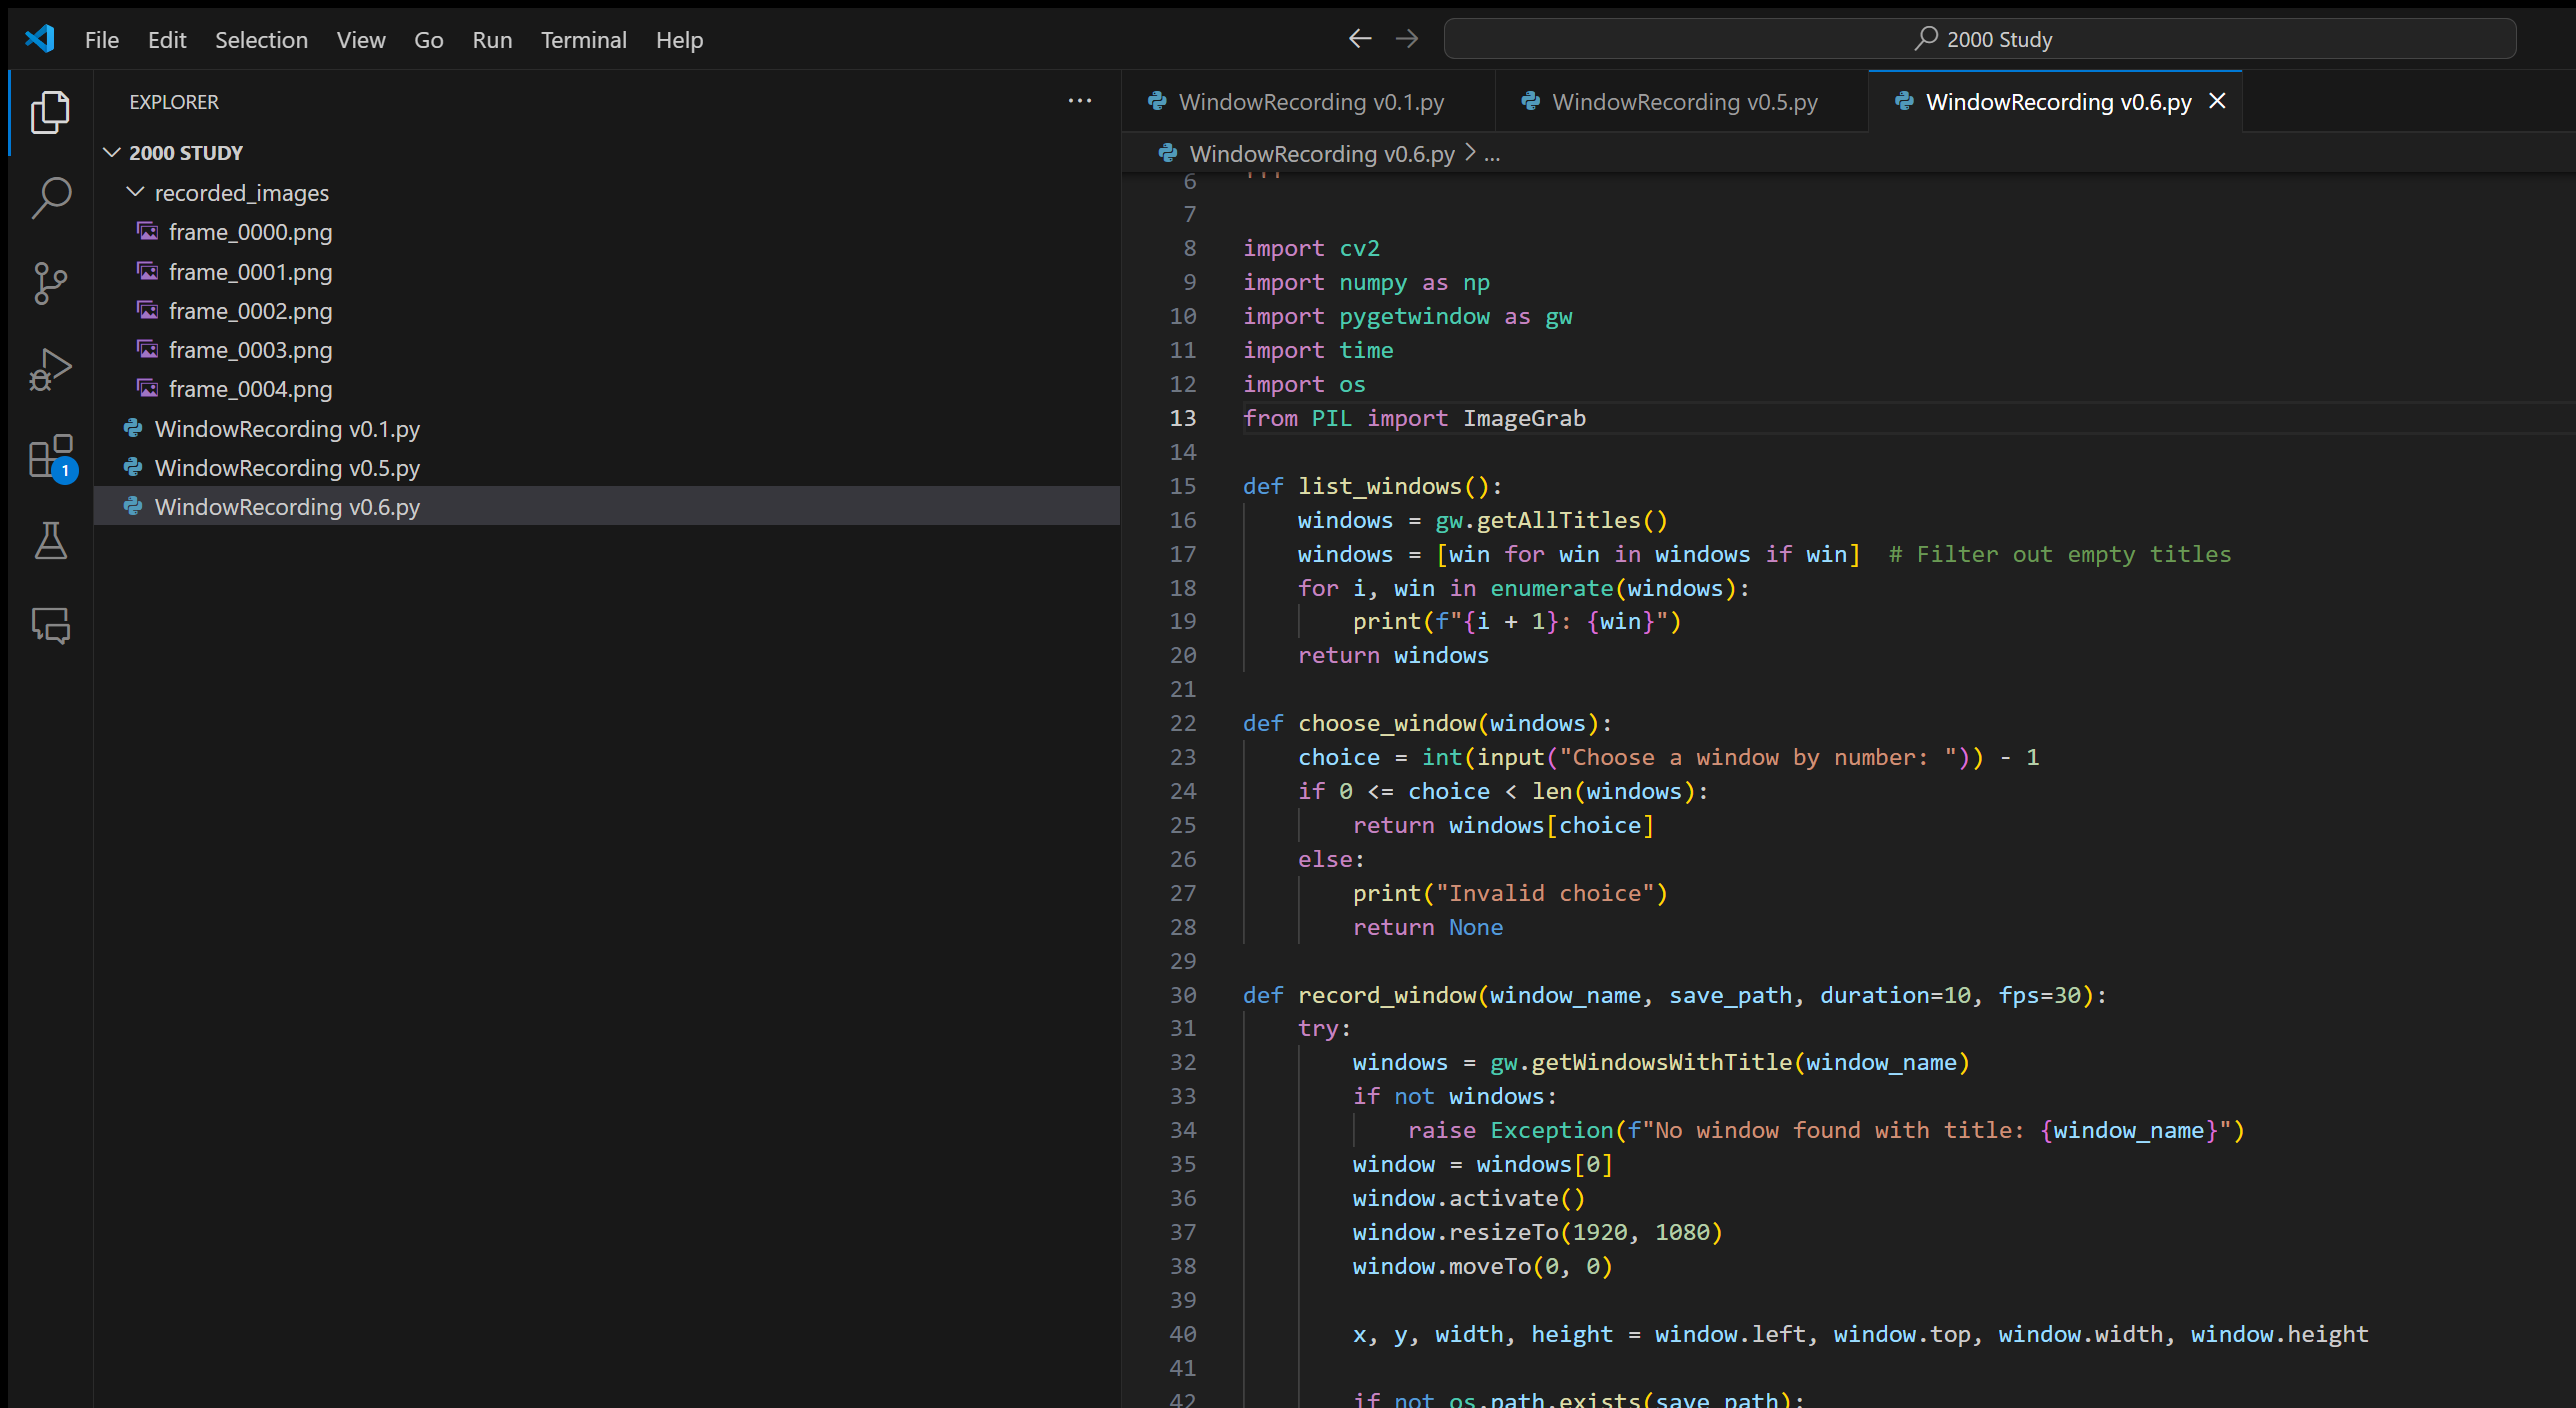 File Edit Selection View Go Run Terminal Help
2000 Study
EXPLORER
2000 STUDY
recorded_images
frame_0000.png
frame_0001.png
frame_0002.png
frame_0003.png
frame_0004.png
WindowRecording v0.1.py
WindowRecording v0.5.py
WindowRecording v0.6.py
1
WindowRecording v0.1.py WindowRecording v0.5.py WindowRecording v0.6.py
WindowRecording v0.6.py > ...
6 '''
7
8 import cv2
9 import numpy as np
10 import pygetwindow as gw
11 import time
12 import os
13 from PIL import ImageGrab
14
15 def list_windows():
16     windows = gw.getAllTitles()
17     windows = [win for win in windows if win]  # Filter out empty titles
18     for i, win in enumerate(windows):
19         print(f"{i + 1}: {win}")
20     return windows
21
22 def choose_window(windows):
23     choice = int(input("Choose a window by number: ")) - 1
24     if 0 <= choice < len(windows):
25         return windows[choice]
26     else:
27         print("Invalid choice")
28         return None
29
30 def record_window(window_name, save_path, duration=10, fps=30):
31     try:
32         windows = gw.getWindowsWithTitle(window_name)
33         if not windows:
34             raise Exception(f"No window found with title: {window_name}")
35         window = windows[0]
36         window.activate()
37         window.resizeTo(1920, 1080)
38         window.moveTo(0, 0)
39
40         x, y, width, height = window.left, window.top, window.width, window.height
41
42         if not os.path.exists(save_path):